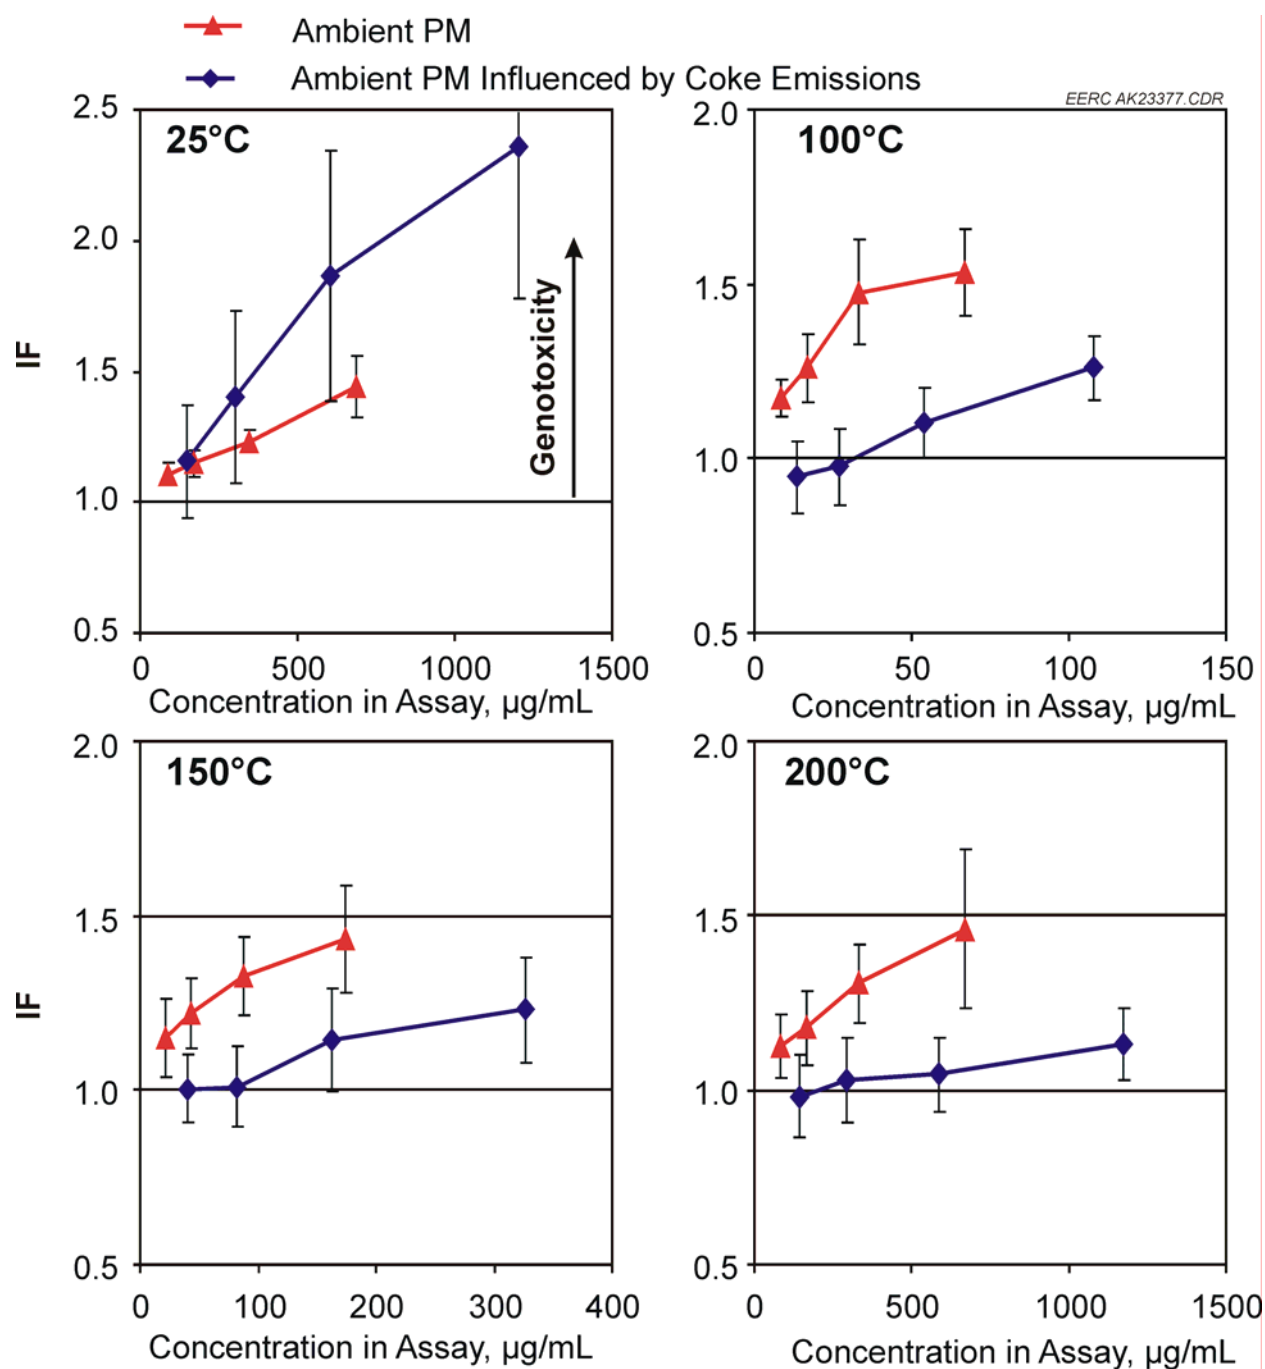 Ambient PM
Ambient PM Influenced by Coke Emissions
EERC AK23377.CDR
2.5
2.0
1.5
1.0
0.5
IF
25°C
Genotoxicity
0 500 1000 1500
Concentration in Assay, µg/mL
2.0
1.5
1.0
0.5
100°C
0 50 100 150
Concentration in Assay, µg/mL
2.0
1.5
1.0
0.5
IF
150°C
0 100 200 300 400
Concentration in Assay, µg/mL
2.0
1.5
1.0
0.5
200°C
0 500 1000 1500
Concentration in Assay, µg/mL